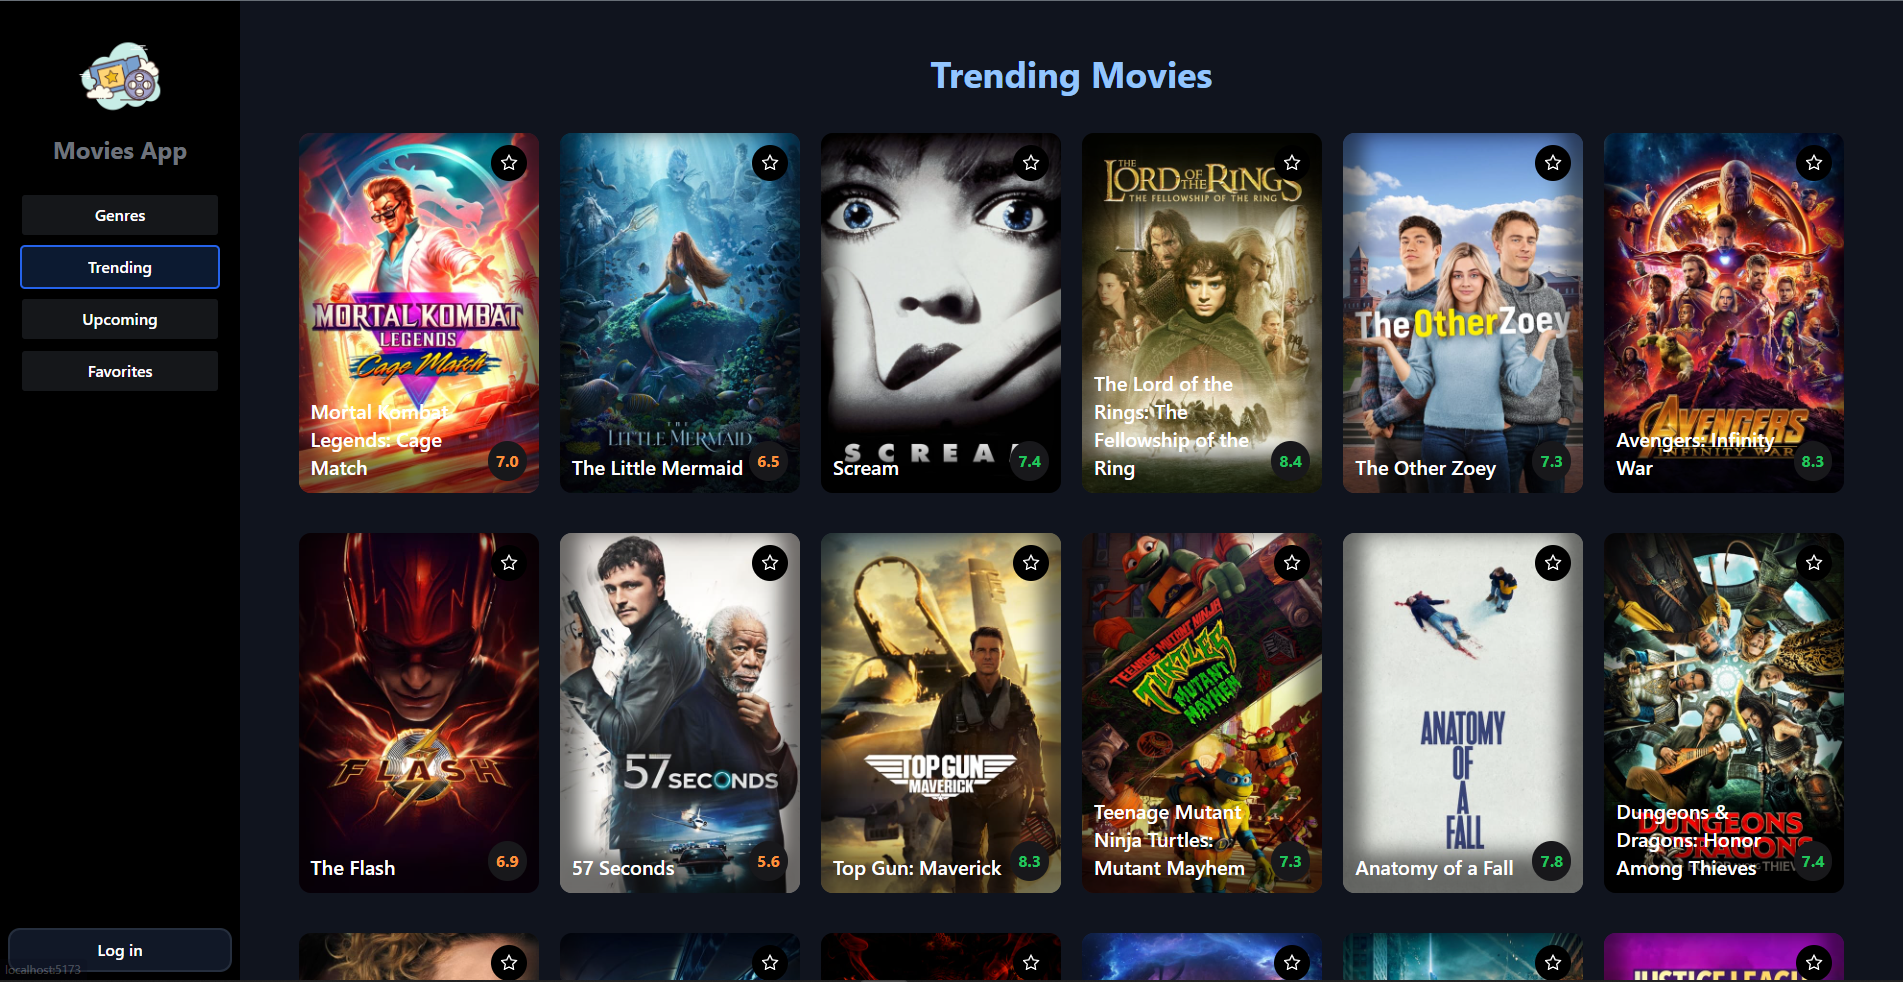 Movies App
Genres
Trending
Upcoming
Favorites
Log in
localhost:5173
Trending Movies
MORTAL KOMBAT
LEGENDS
Cage Match
Mortal Kombat
Legends: Cage
Match
7.0
THE
LITTLE MERMAID
The Little Mermaid
6.5
SCREA
Scream
7.4
THE
LORD OF THE RINGS
THE FELLOWSHIP OF THE RING
The Lord of the
Rings: The
Fellowship of the
Ring
8.4
The Other Zoey
The Other Zoey
7.3
AVENGERS
INFINITY WAR
Avengers: Infinity
War
8.3
FLASH
The Flash
6.9
57 SECONDS
57 Seconds
5.6
TOP GUN
MAVERICK
Top Gun: Maverick
8.3
TEENAGE MUTANT NINJA
TURTLES
MUTANT
MAYHEM
Teenage Mutant
Ninja Turtles:
Mutant Mayhem
7.3
ANATOMY
OF
A
FALL
Anatomy of a Fall
7.8
DUNGEONS
DRAGONS
Dungeons &
Dragons: Honor
Among Thieves
7.4
JUSTICE LEAG